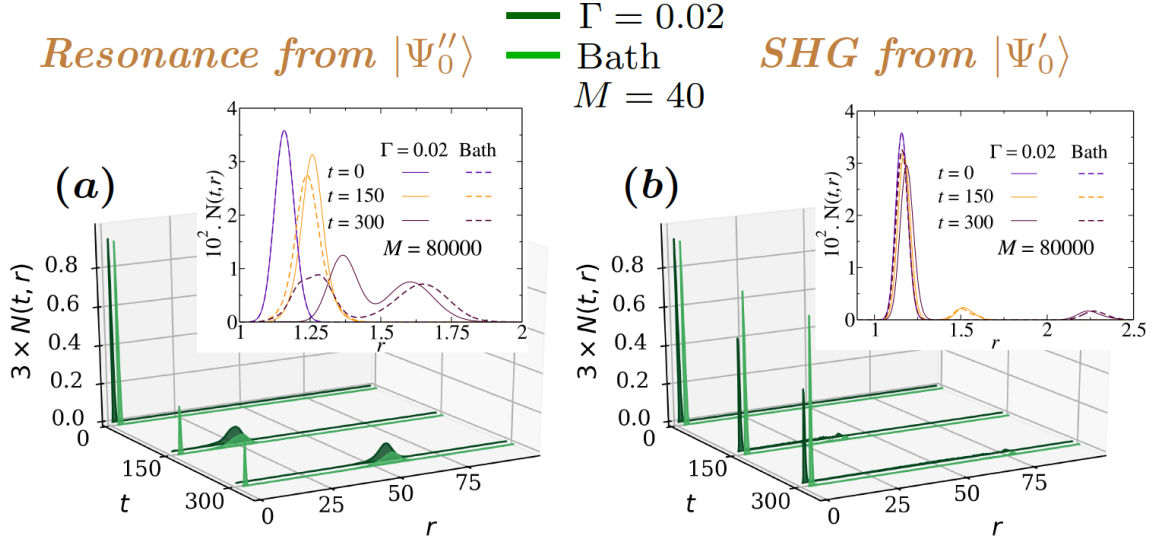 Resonance from |Ψ″₀⟩
Γ = 0.02
Bath
M = 40
SHG from |Ψ′₀⟩
(a)
10². N(t,r)
4
3
2
1
0
Γ = 0.02 Bath
t = 0
t = 150
t = 300
M = 80000
1 1.25 1.5 1.75 2
r
3 × N(t, r)
0.8
0.6
0.4
0.2
0.0
0
150
300
t
0
25
50
75
r
(b)
10². N(t,r)
4
3
2
1
0
Γ = 0.02 Bath
t = 0
t = 150
t = 300
M = 80000
1 1.5 2 2.5
r
3 × N(t, r)
0.8
0.6
0.4
0.2
0.0
0
150
300
t
0
25
50
75
r